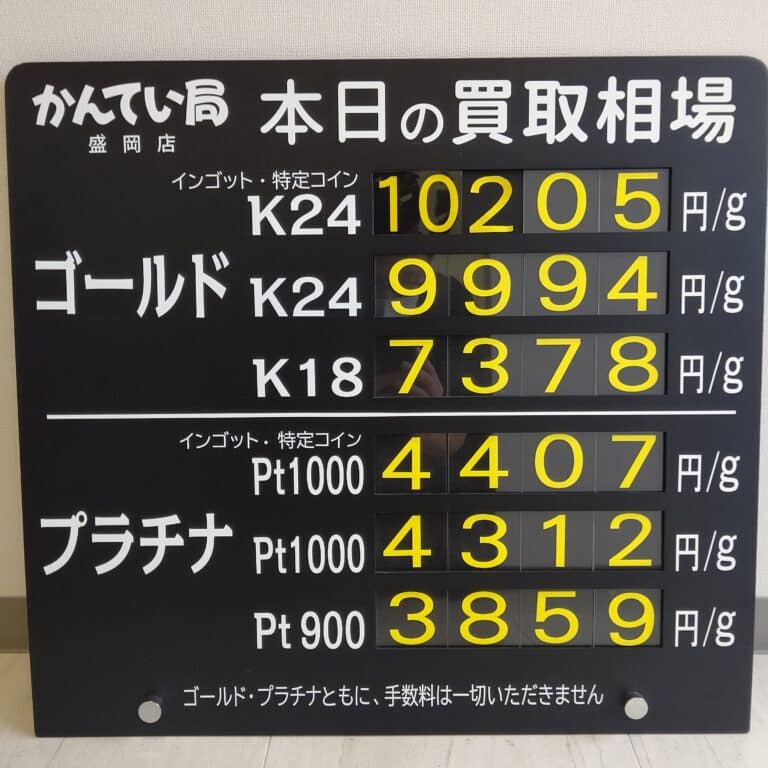 かんてい局 本日の買取相場
盛岡店
インゴット・特定コイン
K24 10205 円/g
ゴールド K24 9994 円/g
K18 7378 円/g
インゴット・特定コイン
Pt1000 4407 円/g
プラチナ Pt1000 4312 円/g
Pt 900 3859 円/g
ゴールド・プラチナともに、手数料は一切いただきません